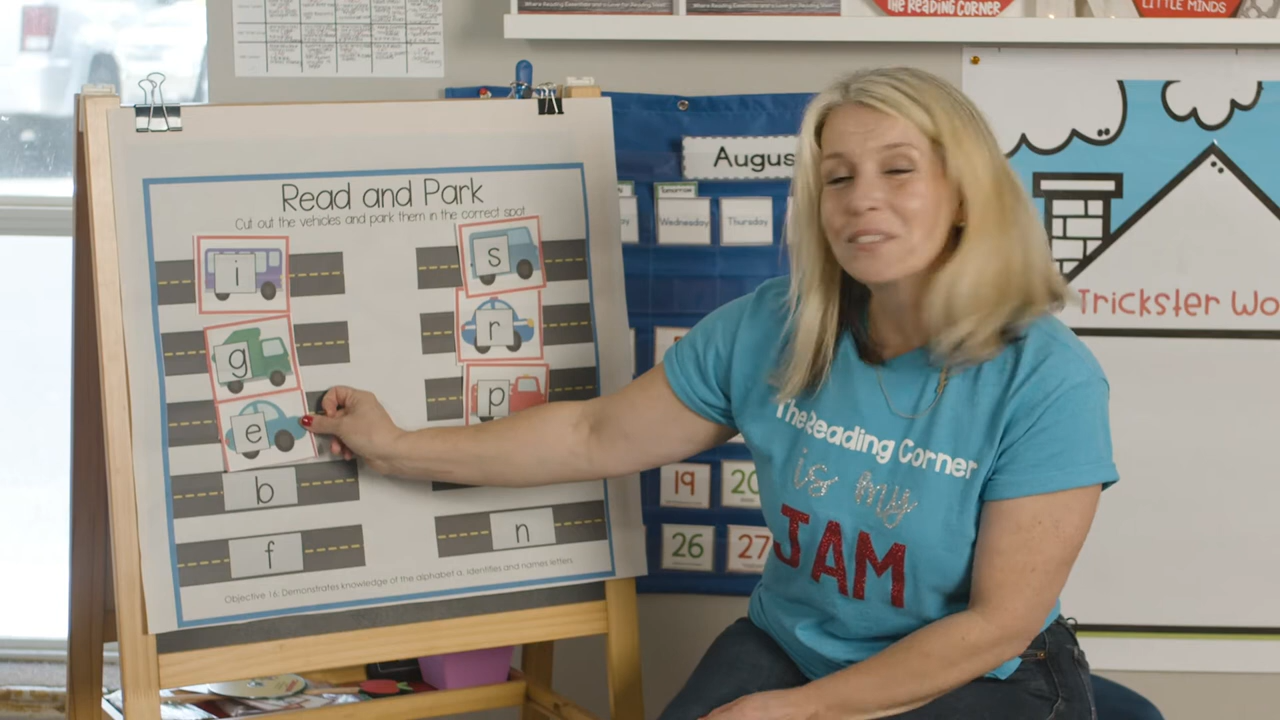 THE READING CORNER
LITTLE MINDS
Augus
Wednesday
Thursday
Read and Park
Cut out the vehicles and park them in the correct spot
i
s
g
r
e
p
b
n
f
Objective 16: Demonstrates knowledge of the alphabet a. Identifies and names letters
The Reading Corner
is my
JAM
Trickster Wo
19
20
26
27